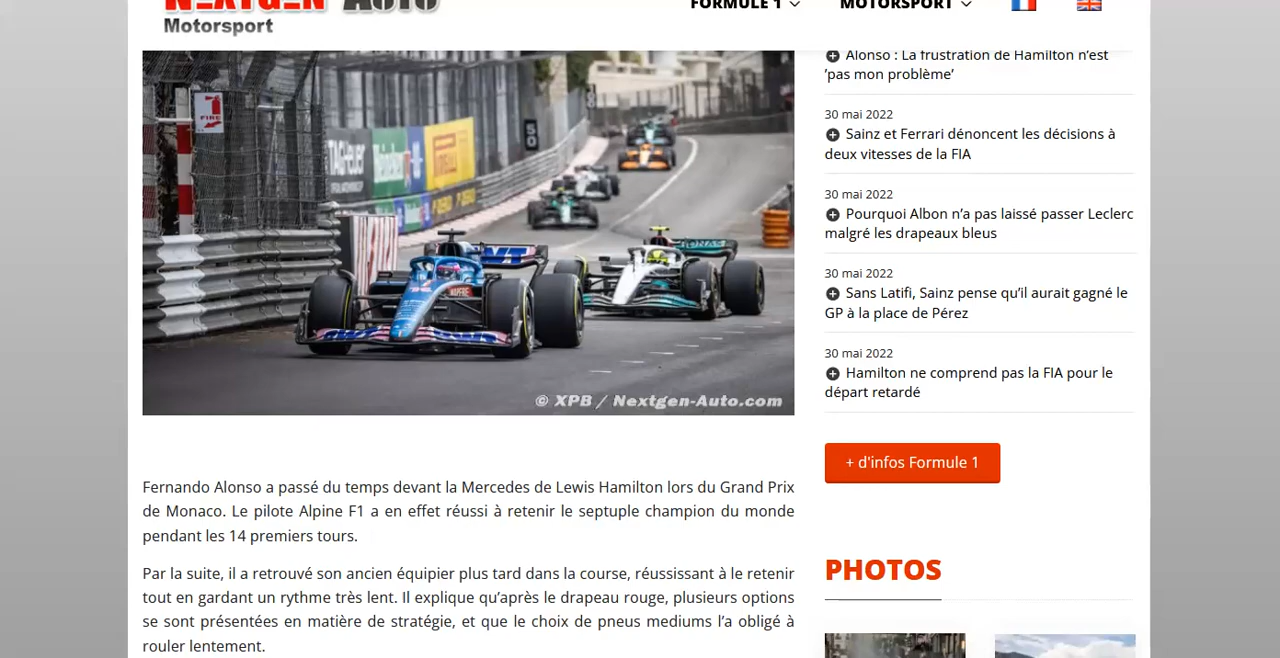 NEXTGEN AUTO
Motorsport
FORMULE 1
MOTORSPORT
FIRE
TAGHEUER
50
© XPB / Nextgen-Auto.com
Fernando Alonso a passé du temps devant la Mercedes de Lewis Hamilton lors du Grand Prix
de Monaco. Le pilote Alpine F1 a en effet réussi à retenir le septuple champion du monde
pendant les 14 premiers tours.
Par la suite, il a retrouvé son ancien équipier plus tard dans la course, réussissant à le retenir
tout en gardant un rythme très lent. Il explique qu’après le drapeau rouge, plusieurs options
se sont présentées en matière de stratégie, et que le choix de pneus mediums l’a obligé à
rouler lentement.
Alonso : La frustration de Hamilton n’est
’pas mon problème’
30 mai 2022
Sainz et Ferrari dénoncent les décisions à
deux vitesses de la FIA
30 mai 2022
Pourquoi Albon n’a pas laissé passer Leclerc
malgré les drapeaux bleus
30 mai 2022
Sans Latifi, Sainz pense qu’il aurait gagné le
GP à la place de Pérez
30 mai 2022
Hamilton ne comprend pas la FIA pour le
départ retardé
+ d'infos Formule 1
PHOTOS